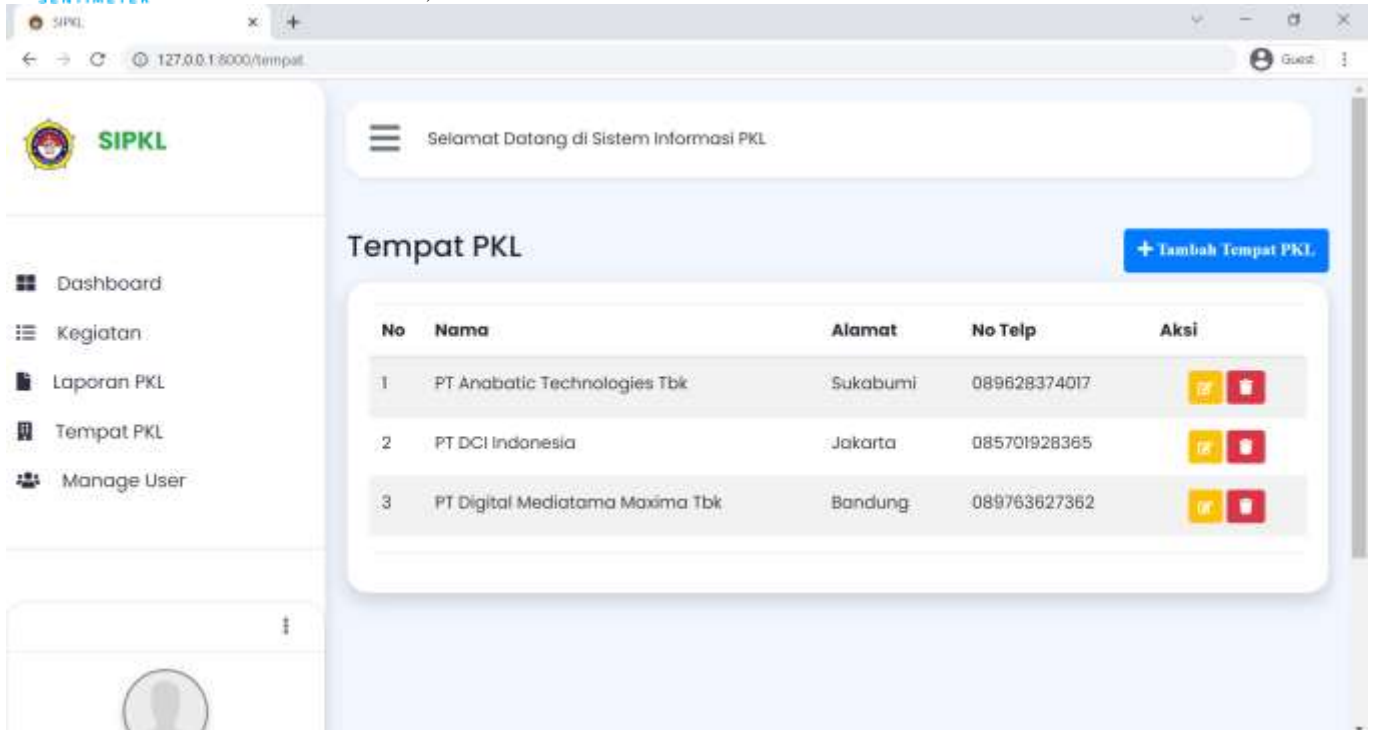 SENTIMETER
SIPKL
127.0.0.1:8000/tempat
Guest
SIPKL
Selamat Datang di Sistem Informasi PKL
Tempat PKL
+ Tambah Tempat PKL
Dashboard
Kegiatan
Laporan PKL
Tempat PKL
Manage User
No Nama Alamat No Telp Aksi
1 PT Anabatic Technologies Tbk Sukabumi 089628374017
2 PT DCI Indonesia Jakarta 085701928365
3 PT Digital Mediatama Maxima Tbk Bandung 089763627362